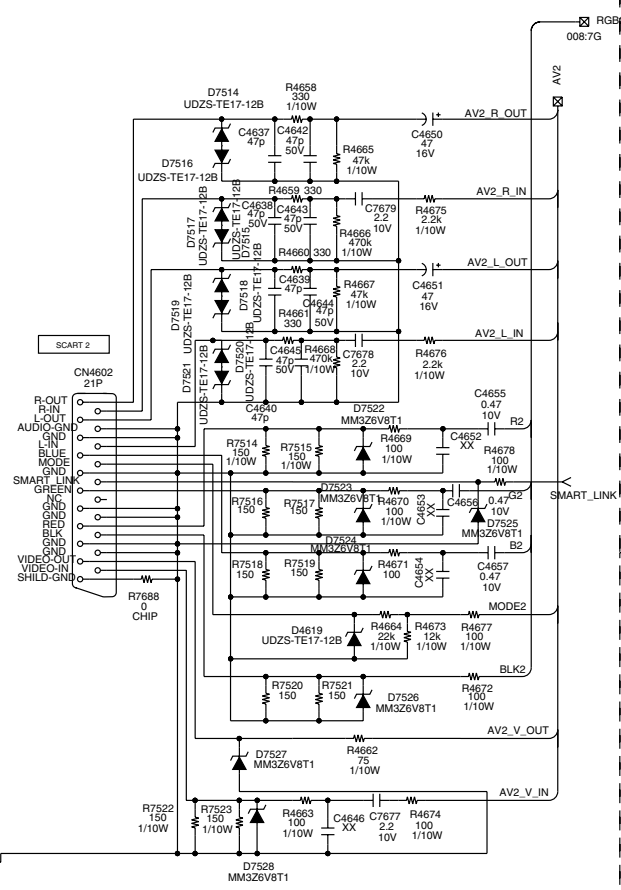 RGB
008:7G
AV2
D7514
UDZS-TE17-12B
R4658
330
1/10W
C4637
47p
C4642
47p
50V
AV2_R_OUT
C4650
47
16V
R4665
47k
1/10W
D7516
UDZS-TE17-12B
R4659 330
C4638
47p
50V
C4643
47p
50V
C7679
2.2
10V
AV2_R_IN
R4675
2.2k
1/10W
D7517
UDZS-TE17-12B
D7515
UDZS-TE17-12B
R4666
470k
1/10W
R4660 330
AV2_L_OUT
C4639
47p
R4667
47k
1/10W
C4651
47
16V
D7519
UDZS-TE17-12B
D7518
UDZS-TE17-12B
R4661
330
C4644
47p
50V
AV2_L_IN
C4645
47p
50V
R4668
470k
1/10W
C7678
2.2
10V
R4676
2.2k
1/10W
D7521
UDZS-TE17-12B
D7520
UDZS-TE17-12B
C4640
47p
SCART 2
CN4602
21P
R-OUT
R-IN
L-OUT
AUDIO-GND
GND
L-IN
BLUE
MODE
GND
SMART_LINK
GREEN
NC
GND
GND
RED
BLK
GND
GND
VIDEO-OUT
VIDEO-IN
SHILD-GND
R7688
0
CHIP
D7522
MM3Z6V8T1
C4655
0.47
10V
R2
R7514
150
1/10W
R7515
150
1/10W
R4669
100
1/10W
C4652
XX
R4678
100
1/10W
SMART_LINK
D7523
MM3Z6V8T1
R7516
150
R7517
150
R4670
100
1/10W
C4653
XX
C4656
0.47
10V
G2
D7525
MM3Z6V8T1
D7524
MM3Z6V8T1
B2
R7518
150
R7519
150
R4671
100
C4654
XX
C4657
0.47
10V
MODE2
D4619
UDZS-TE17-12B
R4664
22k
1/10W
R4673
12k
1/10W
R4677
100
1/10W
BLK2
R7520
150
R7521
150
D7526
MM3Z6V8T1
R4672
100
1/10W
AV2_V_OUT
D7527
MM3Z6V8T1
R4662
75
1/10W
AV2_V_IN
R7522
150
1/10W
R7523
150
1/10W
R4663
100
1/10W
C4646
XX
C7677
2.2
10V
R4674
100
1/10W
D7528
MM3Z6V8T1